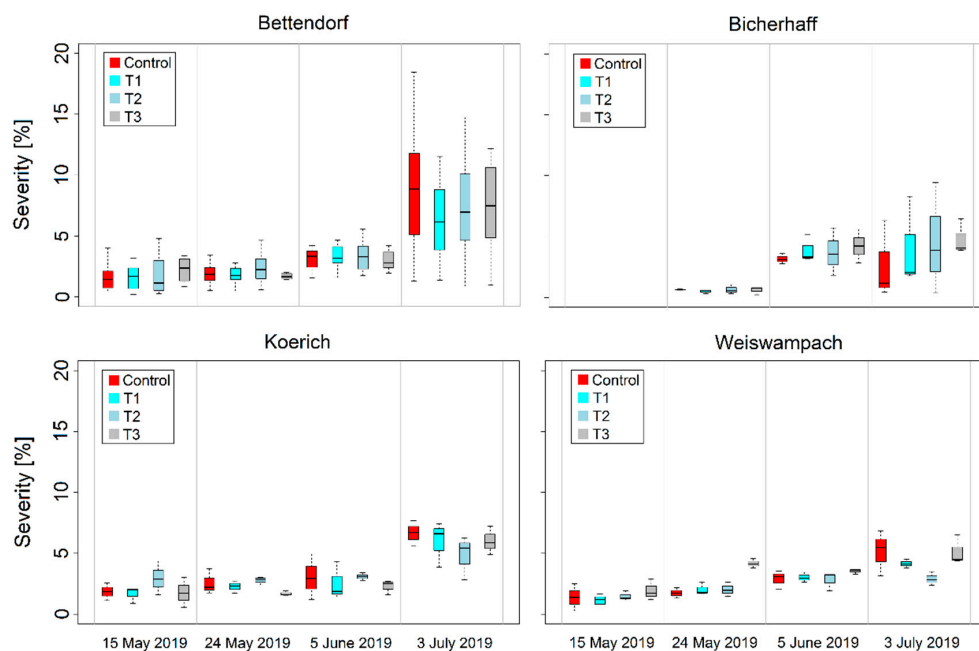 Bettendorf
Bicherhaff
Severity [%]
20
15
10
5
0
Control
T1
T2
T3
Control
T1
T2
T3
Koerich
Weiswampach
Severity [%]
20
15
10
5
0
Control
T1
T2
T3
Control
T1
T2
T3
15 May 2019 24 May 2019 5 June 2019 3 July 2019
15 May 2019 24 May 2019 5 June 2019 3 July 2019